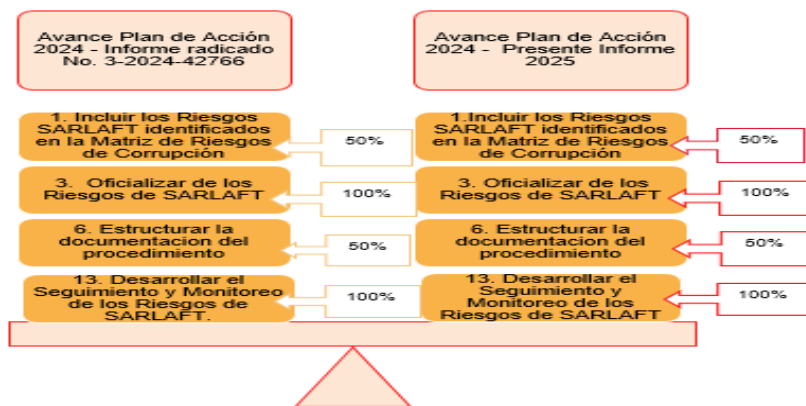 Avance Plan de Acción
2024 - Informe radicado
No. 3-2024-42766
Avance Plan de Acción
2024 - Presente Informe
2025
1. Incluir los Riesgos
SARLAFT identificados
en la Matriz de Riesgos
de Corrupción
50%
1.Incluir los Riesgos
SARLAFT identificados
en la Matriz de Riesgos
de Corrupción
50%
3. Oficializar de los
Riesgos de SARLAFT
100%
3. Oficializar de los
Riesgos de SARLAFT
100%
6. Estructurar la
documentacion del
procedimiento
50%
6. Estructurar la
documentacion del
procedimiento
50%
13. Desarrollar el
Seguimiento y Monitoreo
de los Riesgos de
SARLAFT.
100%
13. Desarrollar el
Seguimiento y
Monitoreo de los
Riesgos de SARLAFT
100%